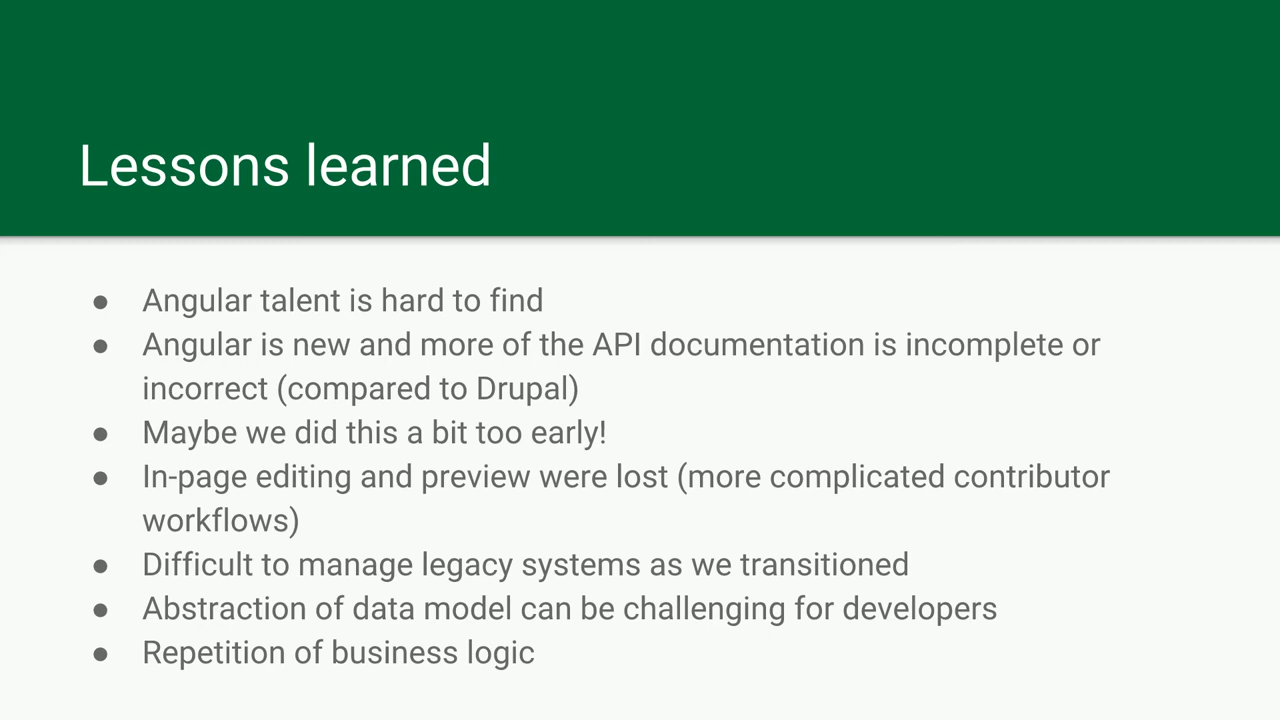 Lessons learned
● Angular talent is hard to find
● Angular is new and more of the API documentation is incomplete or
incorrect (compared to Drupal)
● Maybe we did this a bit too early!
● In-page editing and preview were lost (more complicated contributor
workflows)
● Difficult to manage legacy systems as we transitioned
● Abstraction of data model can be challenging for developers
● Repetition of business logic